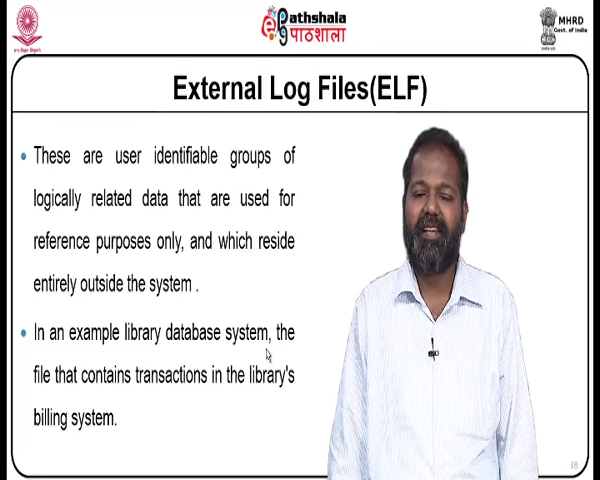 Pathshala
पाठशाला
MHRD
Govt. of India
External Log Files(ELF)
These are user identifiable groups of
logically related data that are used for
reference purposes only, and which reside
entirely outside the system .
In an example library database system, the
file that contains transactions in the library's
billing system.
18